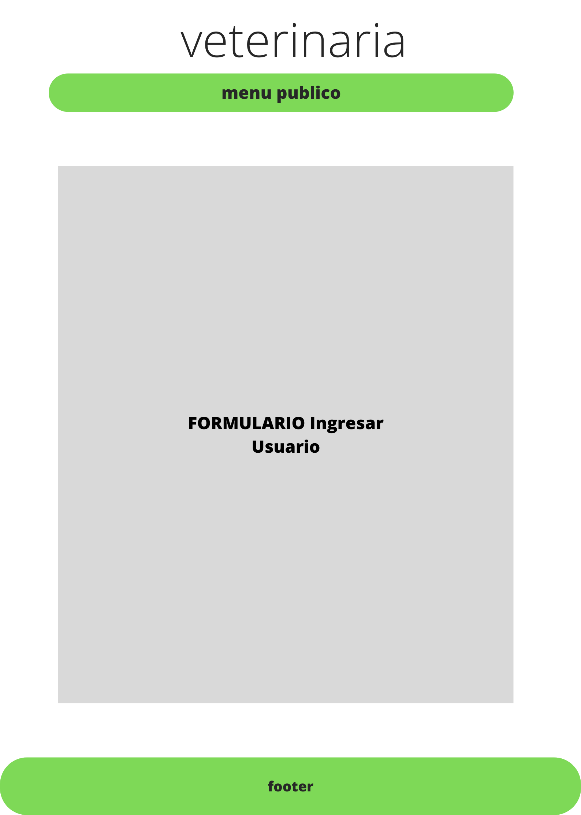 veterinaria
menu publico
FORMULARIO Ingresar
Usuario
footer